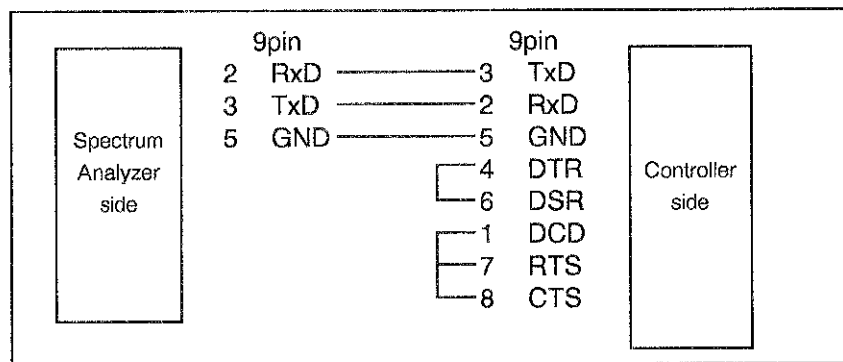 9pin 9pin
2 RxD 3 TxD
3 TxD 2 RxD
5 GND 5 GND
4 DTR
6 DSR
1 DCD
7 RTS
8 CTS
Spectrum
Analyzer
side
Controller
side